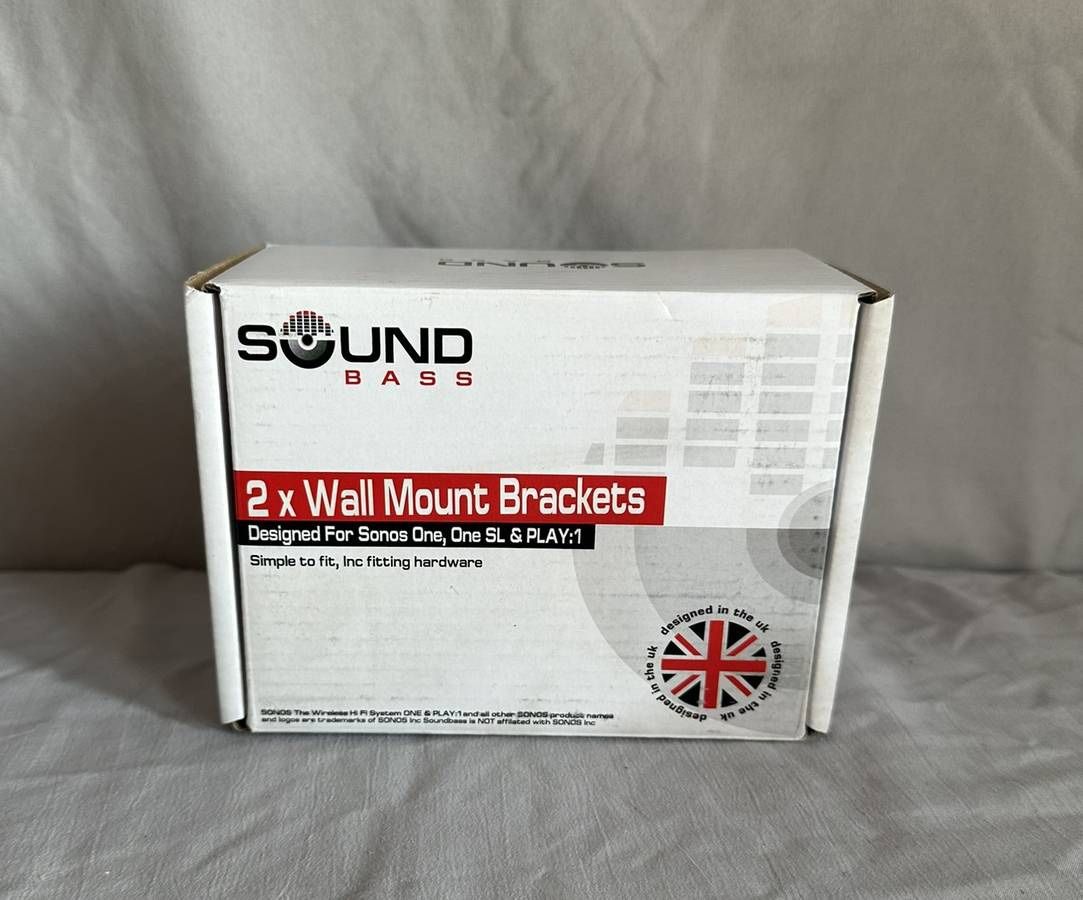 SOUND
SOUND
BASS
2 x Wall Mount Brackets
Designed For Sonos One, One SL & PLAY:1
Simple to fit, Inc fitting hardware
designed in the uk
designed in the uk
designed in the uk
SONOS The Wireless Hi Fi System ONE & PLAY:1 and all other SONOS product names
and logos are trademarks of SONOS Inc Soundbass is NOT affilated with SONOS Inc